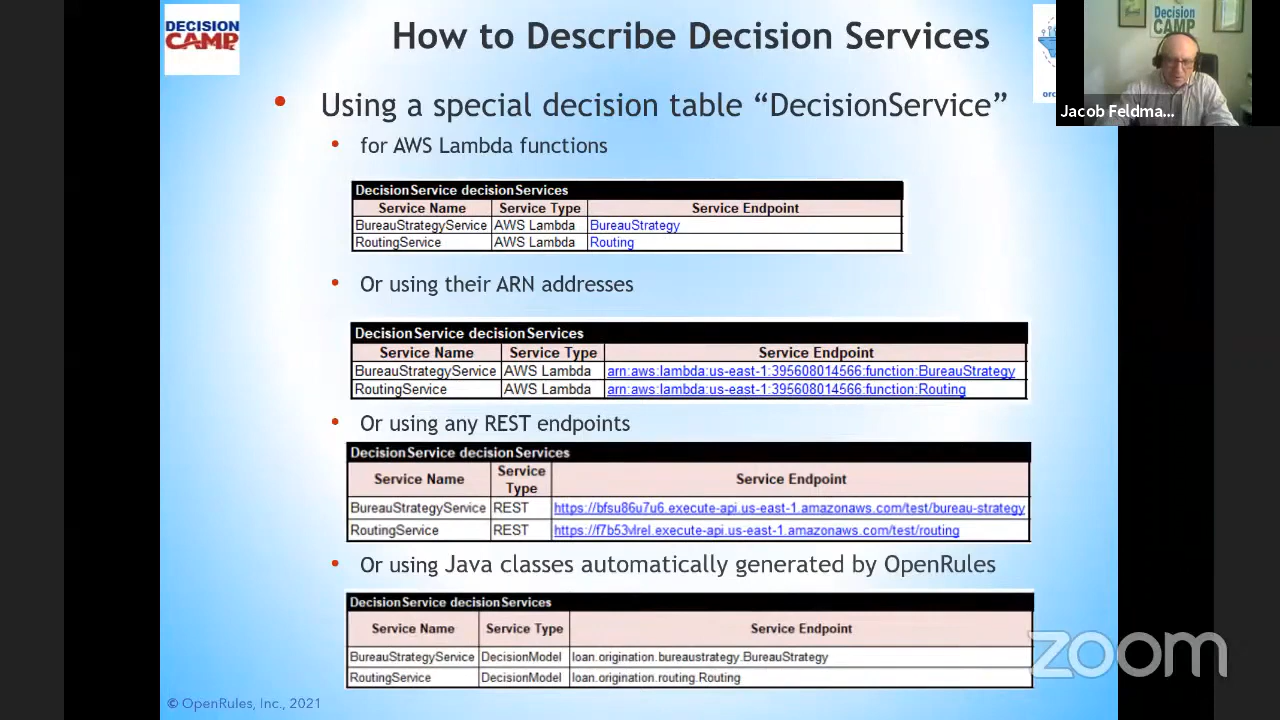 DECISION
CAMP
How to Describe Decision Services
Decision
CAMP
orc
Jacob Feldma...
• Using a special decision table “DecisionService”
• for AWS Lambda functions
DecisionService decisionServices
Service Name Service Type Service Endpoint
BureauStrategyService AWS Lambda BureauStrategy
RoutingService AWS Lambda Routing
• Or using their ARN addresses
DecisionService decisionServices
Service Name Service Type Service Endpoint
BureauStrategyService AWS Lambda arn:aws:lambda:us-east-1:395608014566:function:BureauStrategy
RoutingService AWS Lambda arn:aws:lambda:us-east-1:395608014566:function:Routing
• Or using any REST endpoints
DecisionService decisionServices
Service Name Service Type Service Endpoint
BureauStrategyService REST https://bfsu86u7u6.execute-api.us-east-1.amazonaws.com/test/bureau-strategy
RoutingService REST https://f7b53vlrel.execute-api.us-east-1.amazonaws.com/test/routing
• Or using Java classes automatically generated by OpenRules
DecisionService decisionServices
Service Name Service Type Service Endpoint
BureauStrategyService DecisionModel loan.origination.bureaustrategy.BureauStrategy
RoutingService DecisionModel loan.origination.routing.Routing
zoom
© OpenRules, Inc., 2021